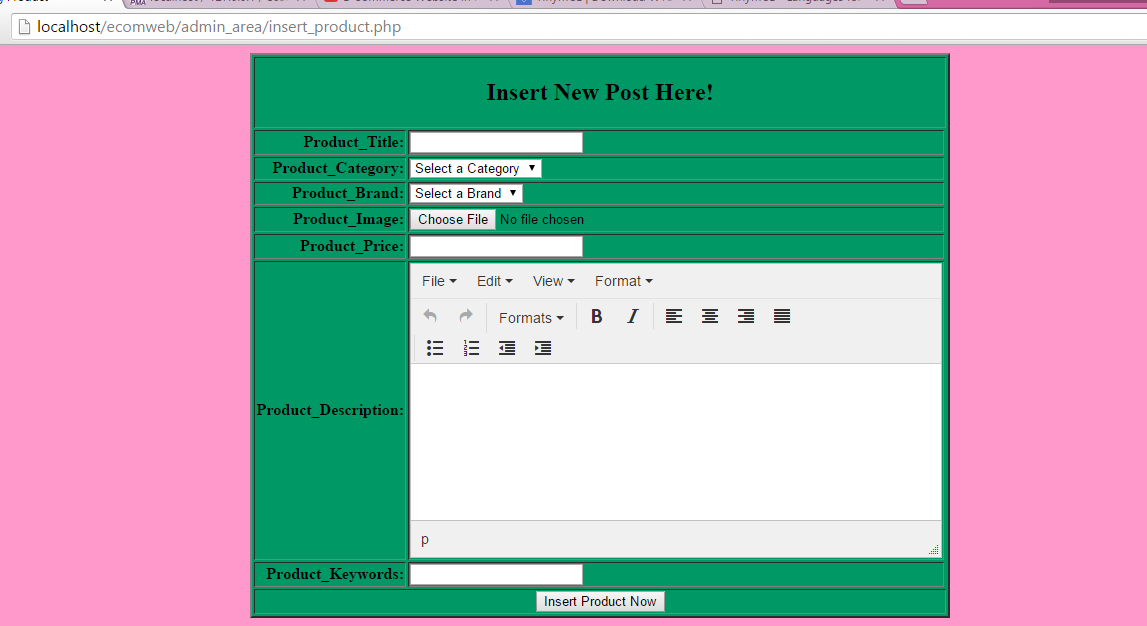 localhost/ecomweb/admin_area/insert_product.php
Insert New Post Here!
Product_Title:
Product_Category: Select a Category
Product_Brand: Select a Brand
Product_Image: Choose File No file chosen
Product_Price:
File Edit View Format
Formats B I
Product_Description:
p
Product_Keywords:
Insert Product Now